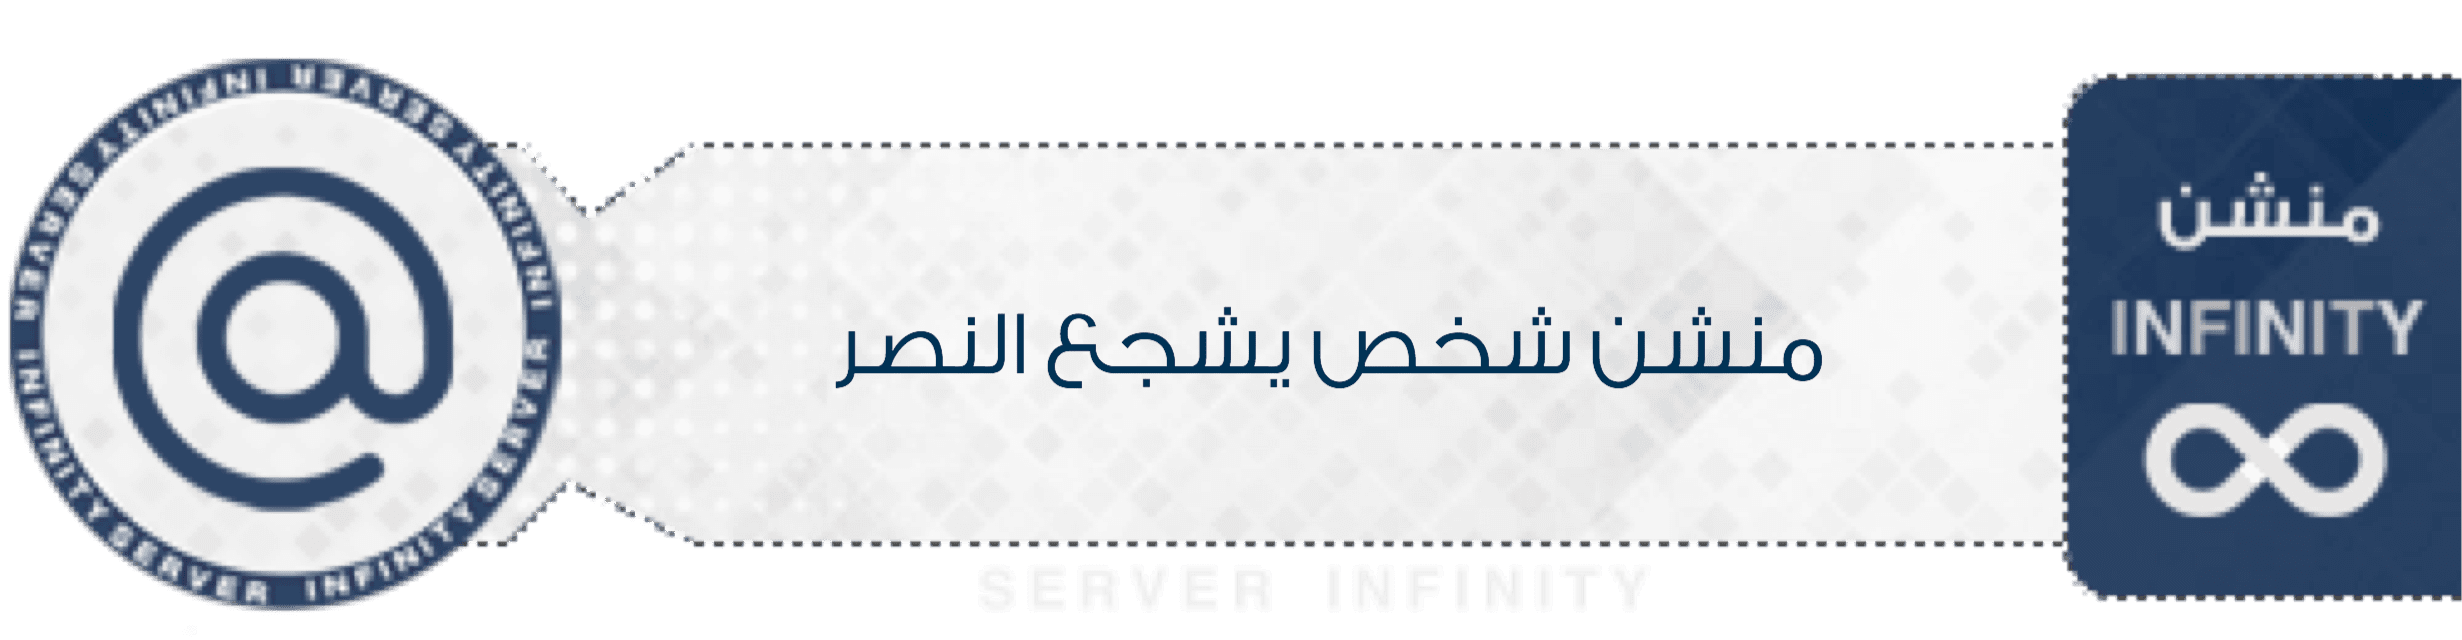 منشن
INFINITY
منشن شخص يشجع النصر
@
INFINITY SERVER INFINITY SERVER INFINITY SERVER INFINITY SERVER
SERVER INFINITY